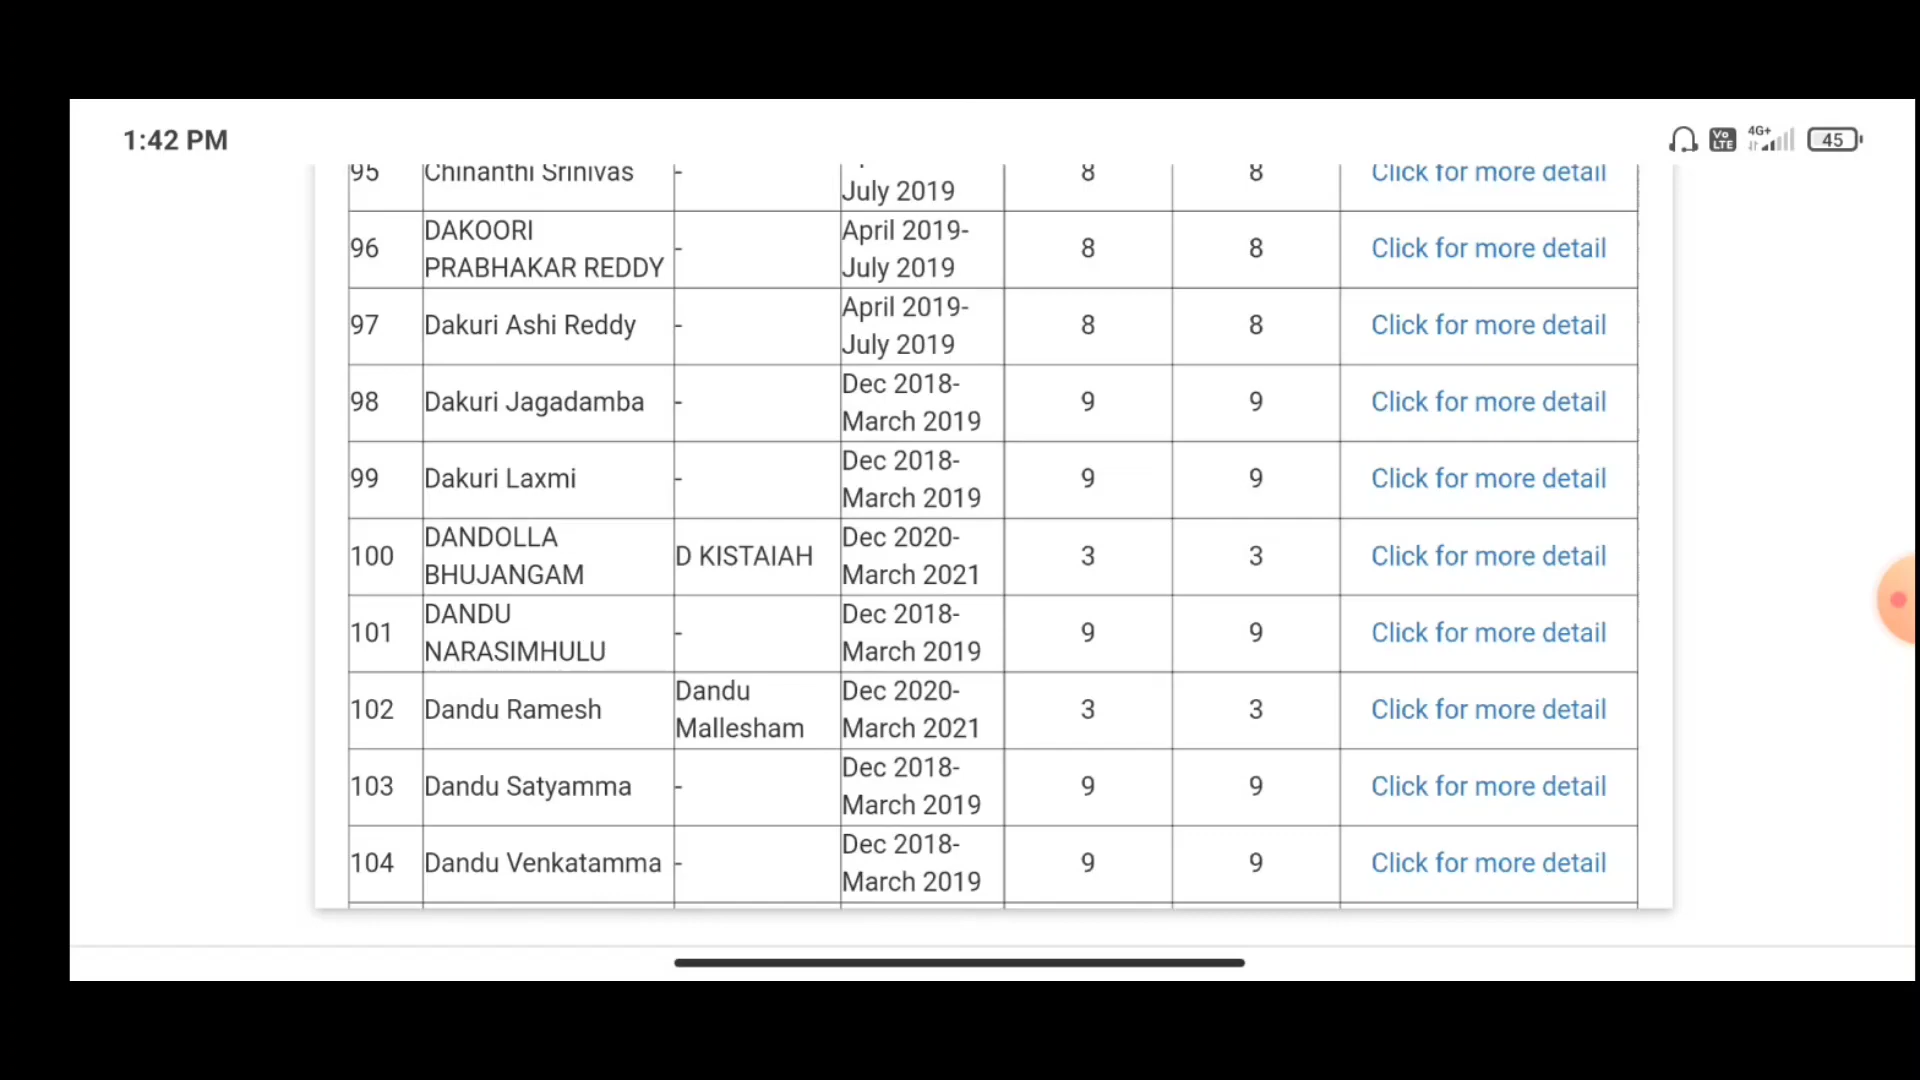 1:42 PM
Vo LTE
4G+
45
95 Chinanthi Srinivas - July 2019 8 8 Click for more detail
96 DAKOORI PRABHAKAR REDDY - April 2019- July 2019 8 8 Click for more detail
97 Dakuri Ashi Reddy - April 2019- July 2019 8 8 Click for more detail
98 Dakuri Jagadamba - Dec 2018- March 2019 9 9 Click for more detail
99 Dakuri Laxmi - Dec 2018- March 2019 9 9 Click for more detail
100 DANDOLLA BHUJANGAM D KISTAIAH Dec 2020- March 2021 3 3 Click for more detail
101 DANDU NARASIMHULU - Dec 2018- March 2019 9 9 Click for more detail
102 Dandu Ramesh Dandu Mallesham Dec 2020- March 2021 3 3 Click for more detail
103 Dandu Satyamma - Dec 2018- March 2019 9 9 Click for more detail
104 Dandu Venkatamma - Dec 2018- March 2019 9 9 Click for more detail